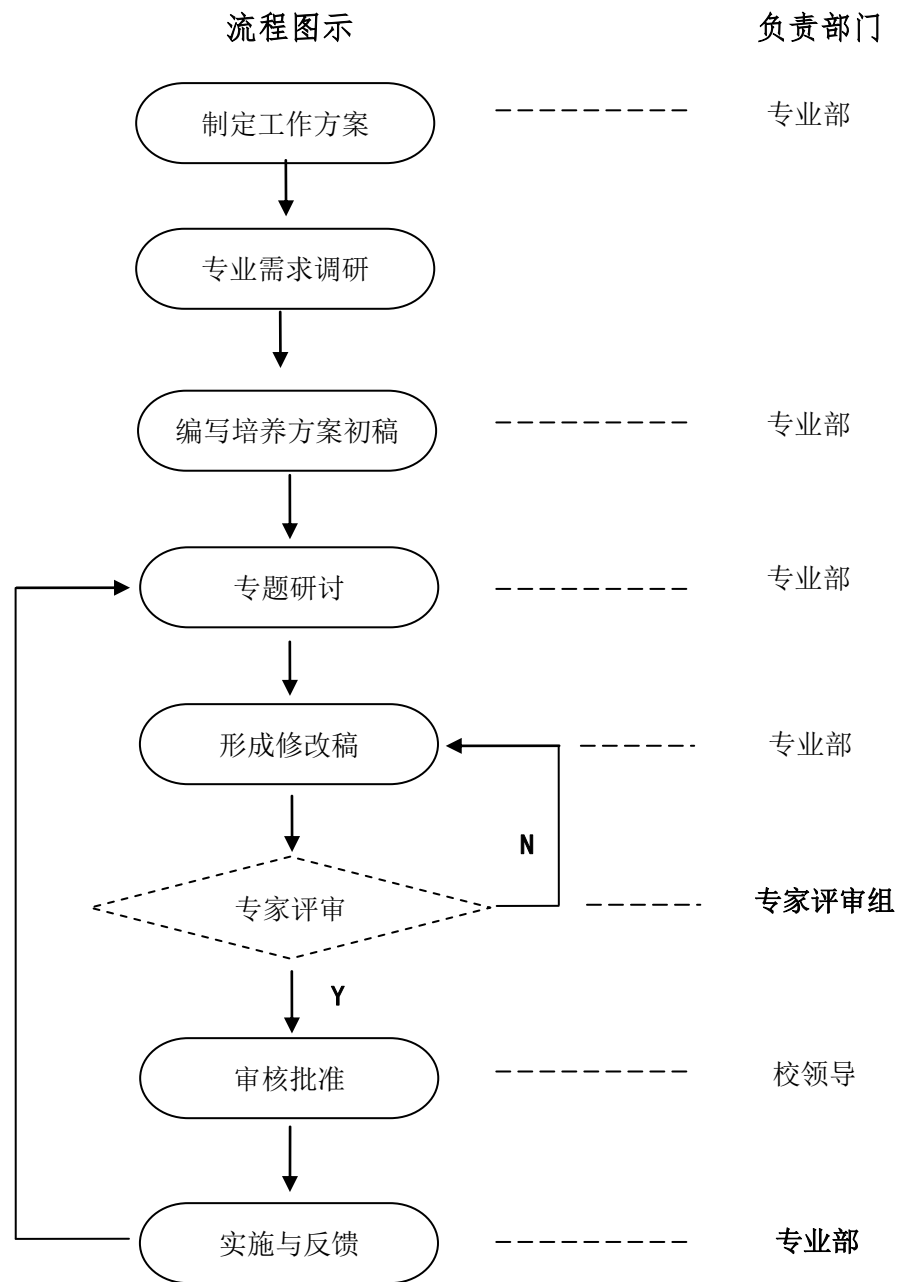 流程图示 负责部门
制定工作方案 专业部
专业需求调研
编写培养方案初稿 专业部
专题研讨 专业部
形成修改稿 专业部
N
专家评审 专家评审组
Y
审核批准 校领导
实施与反馈 专业部